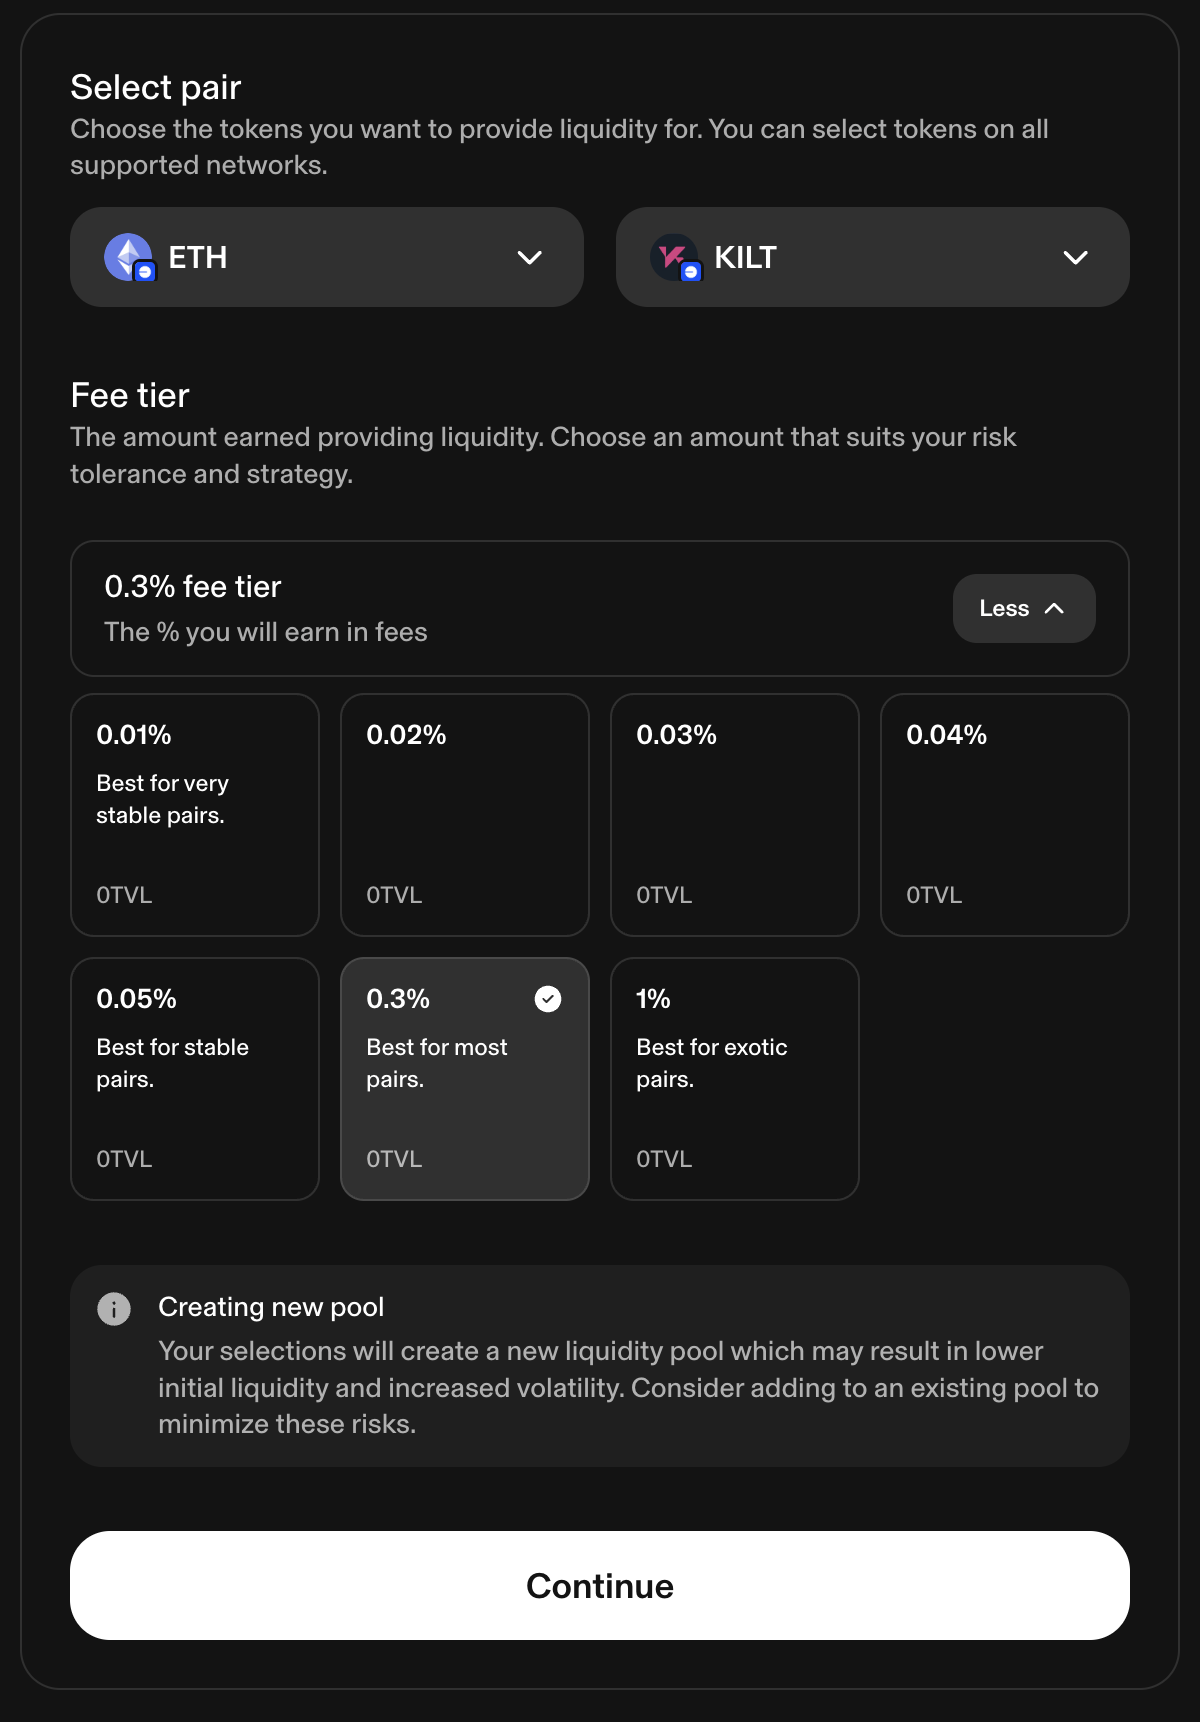 Select pair
Choose the tokens you want to provide liquidity for. You can select tokens on all
supported networks.
ETH
KILT
Fee tier
The amount earned providing liquidity. Choose an amount that suits your risk
tolerance and strategy.
0.3% fee tier
The % you will earn in fees
Less
0.01%
Best for very
stable pairs.
0TVL
0.02%
0TVL
0.03%
0TVL
0.04%
0TVL
0.05%
Best for stable
pairs.
0TVL
0.3%
Best for most
pairs.
0TVL
1%
Best for exotic
pairs.
0TVL
Creating new pool
Your selections will create a new liquidity pool which may result in lower
initial liquidity and increased volatility. Consider adding to an existing pool to
minimize these risks.
Continue